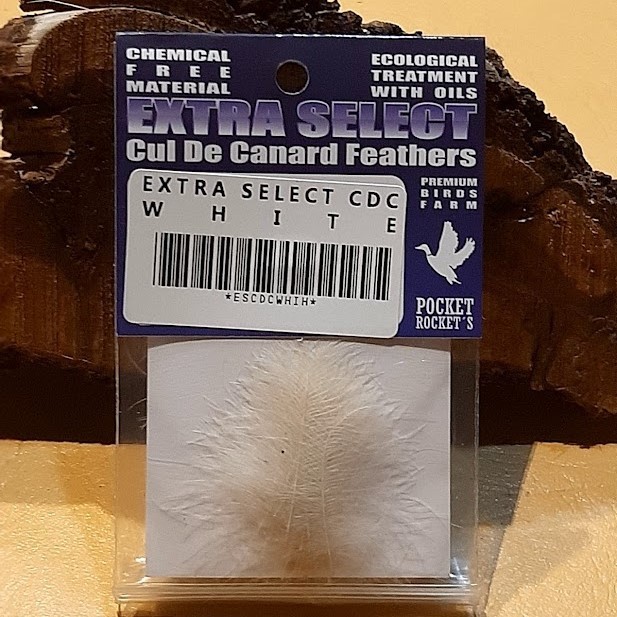 CHEMICAL
FREE
MATERIAL
ECOLOGICAL
TREATMENT
WITH OILS
EXTRA SELECT
Cul De Canard Feathers
EXTRA SELECT CDC
WHITE
*ESCDCWHIH*
PREMIUM
BIRDS
FARM
POCKET
ROCKET´S